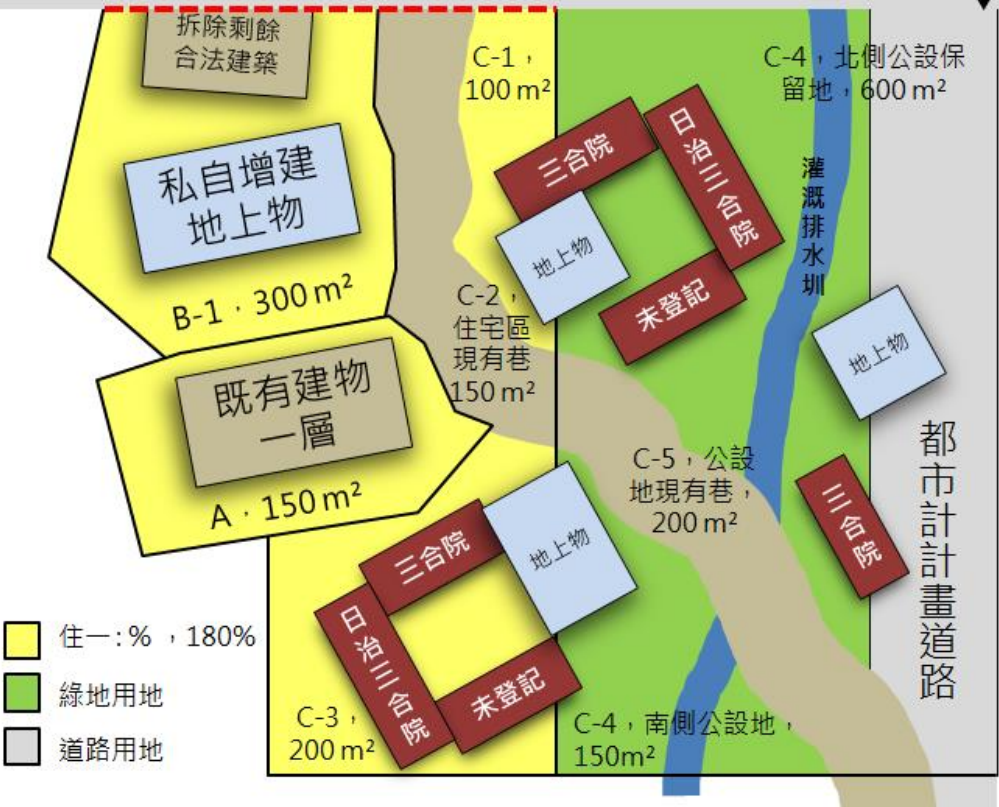 拆除剩餘
合法建築
C-1，
100 m²
C-4，北側公設保
留地，600 m²
三合院
日治三合院
私自增建
地上物
灌溉排水圳
地上物
未登記
B-1，300 m²
C-2，
住宅區
現有巷
150 m²
地上物
既有建物
一層
A，150 m²
C-5，公設
地現有巷，
200 m²
都市計計畫道路
三合院
三合院
地上物
日治三合院
未登記
住一:%，180%
綠地用地
道路用地
C-3，
200 m²
C-4，南側公設地，
150m²